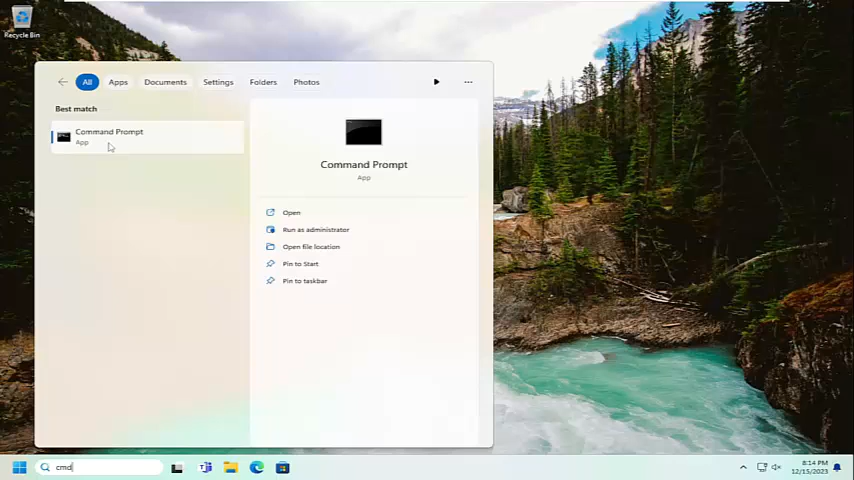 Recycle Bin
All Apps Documents Settings Folders Photos
Best match
Command Prompt
App
Command Prompt
App
Open
Run as administrator
Open file location
Pin to Start
Pin to taskbar
cmd
8:14 PM
12/15/2023